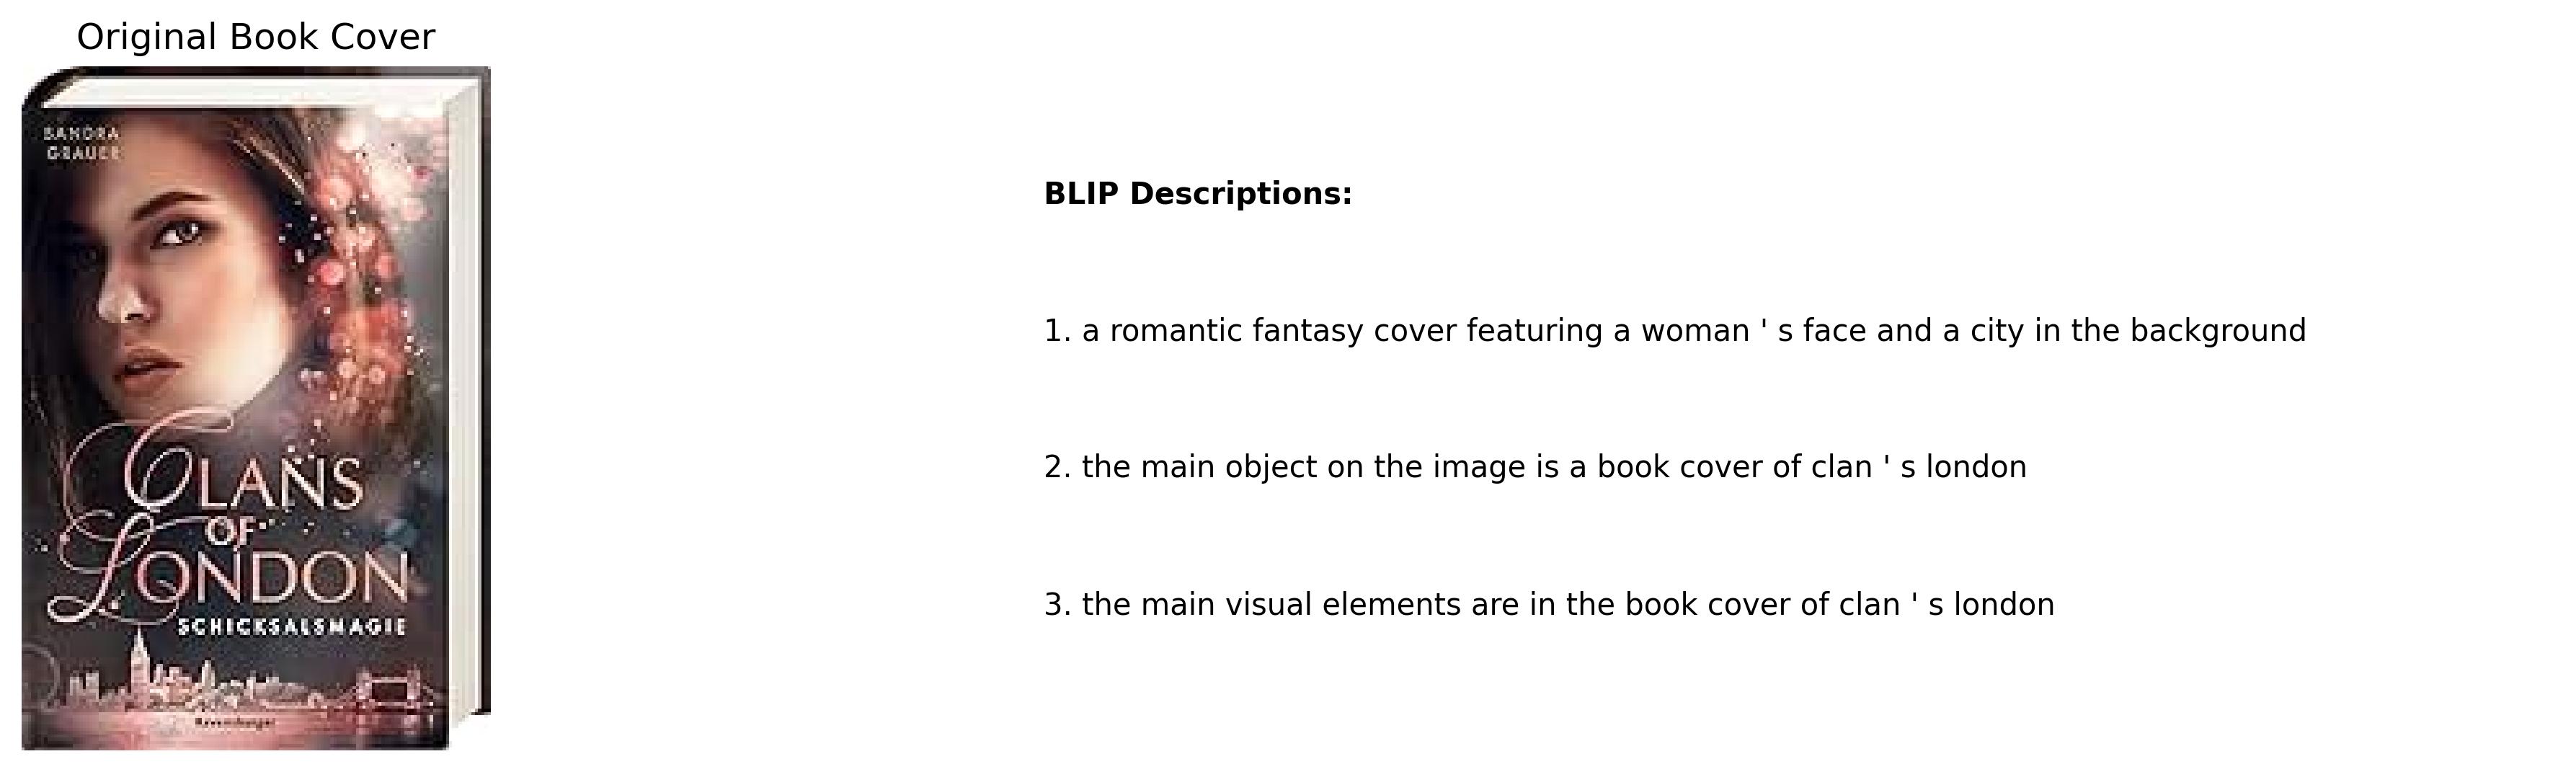 Original Book Cover
SANDRA
GRAUER
CLANS
OF
LONDON
SCHICKSALSMAGIE
Ravensburger
BLIP Descriptions:
1. a romantic fantasy cover featuring a woman ' s face and a city in the background
2. the main object on the image is a book cover of clan ' s london
3. the main visual elements are in the book cover of clan ' s london